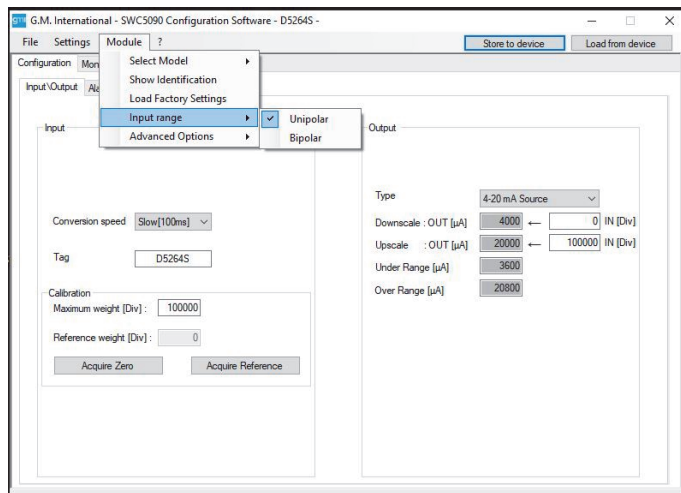 G.M. International - SWC5090 Configuration Software - D5264S -
File Settings Module ?
Store to device Load from device
Configuration Mon
Select Model
Show Identification
Load Factory Settings
Input range
Advanced Options
Unipolar
Bipolar
Input\Output Ala
Input
Conversion speed Slow[100ms]
Tag D5264S
Calibration
Maximum weight [Div] : 100000
Reference weight [Div] : 0
Acquire Zero Acquire Reference
Output
Type 4-20 mA Source
Downscale : OUT [µA] 4000 ← 0 IN [Div]
Upscale : OUT [µA] 20000 ← 100000 IN [Div]
Under Range [µA] 3600
Over Range [µA] 20800